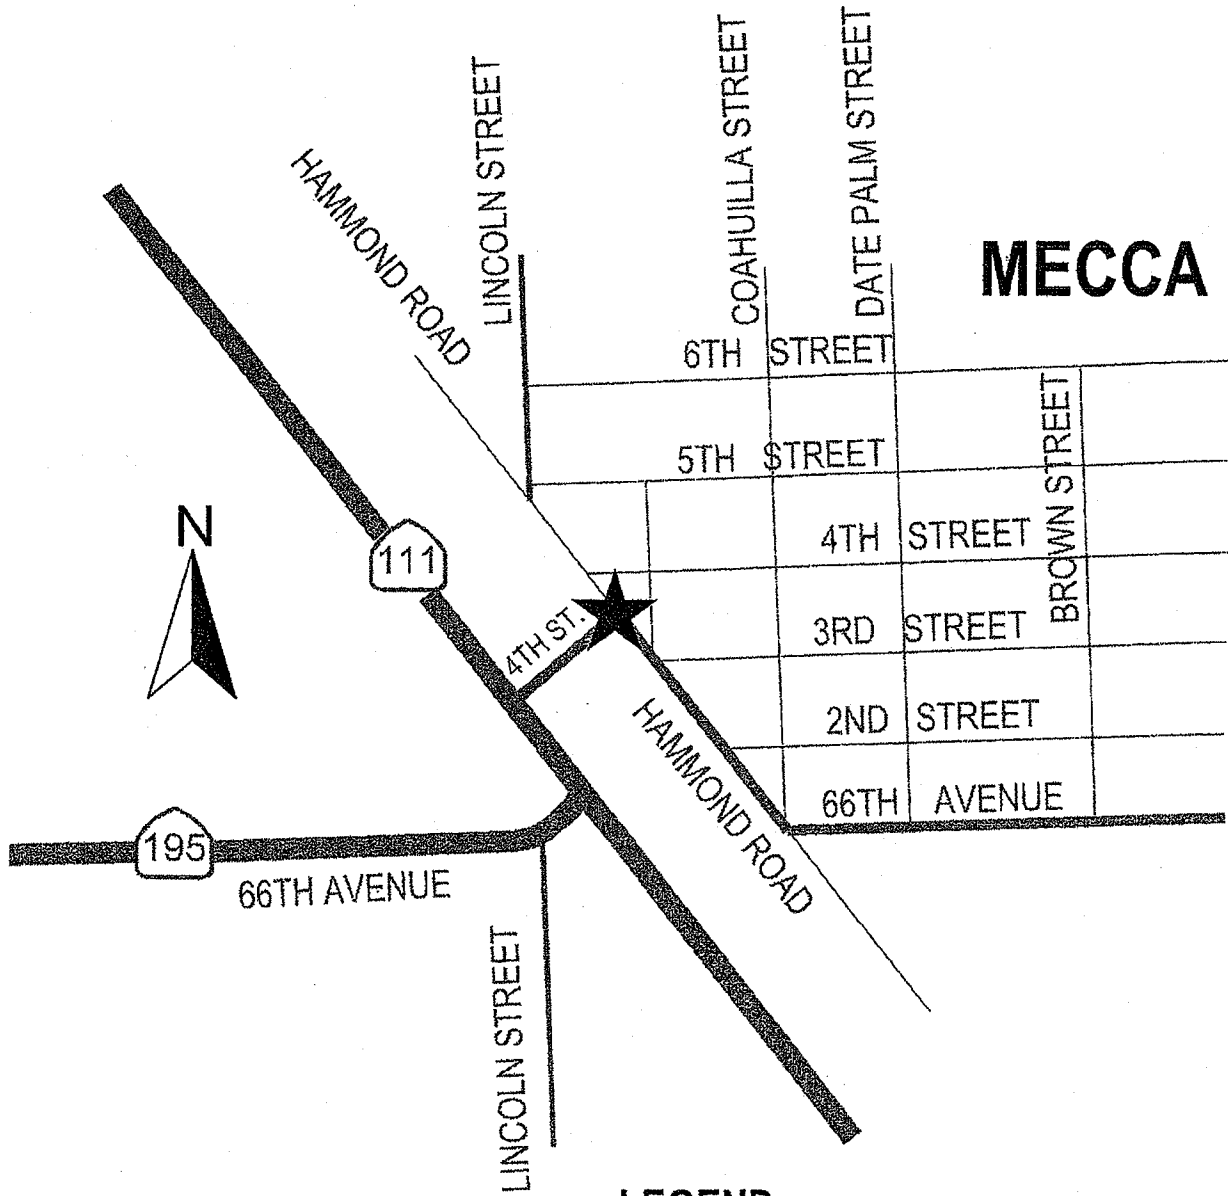 COAHUILLA STREET
DATE PALM STREET
LINCOLN STREET
HAMMOND ROAD
MECCA
6TH STREET
5TH STREET
BROWN STREET
N
111
4TH STREET
4TH ST.
3RD STREET
HAMMOND ROAD
2ND STREET
66TH AVENUE
195
66TH AVENUE
LINCOLN STREET
LEGEND